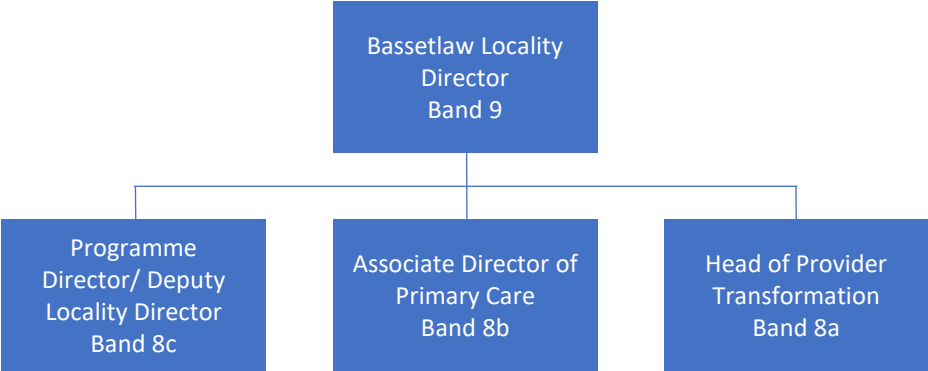 Bassetlaw Locality
Director
Band 9
Programme
Director/ Deputy
Locality Director
Band 8c
Associate Director of
Primary Care
Band 8b
Head of Provider
Transformation
Band 8a